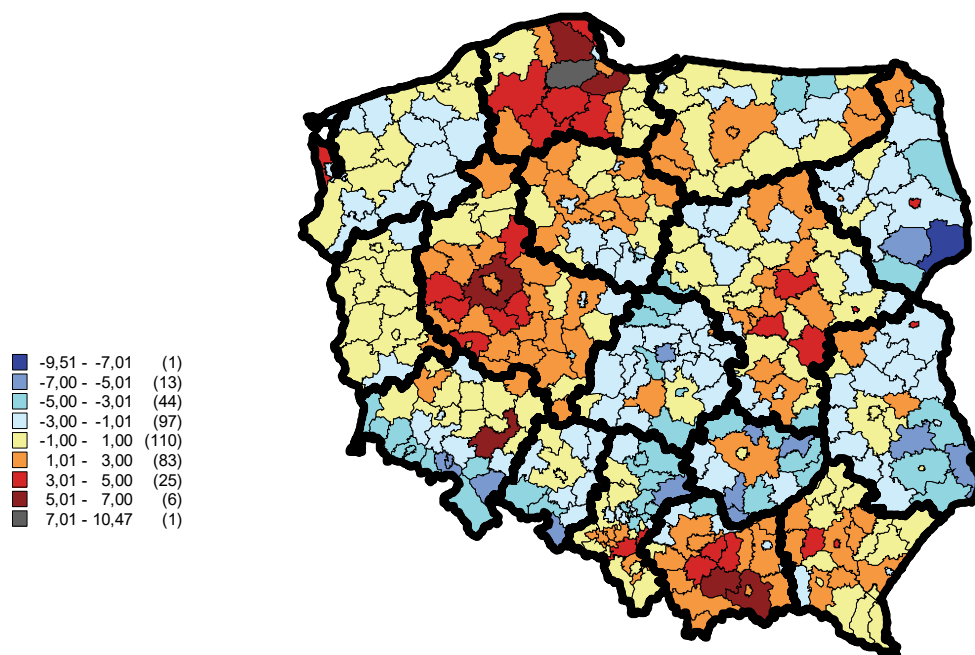 -9,51 - -7,01 (1)
-7,00 - -5,01 (13)
-5,00 - -3,01 (44)
-3,00 - -1,01 (97)
-1,00 - 1,00 (110)
1,01 - 3,00 (83)
3,01 - 5,00 (25)
5,01 - 7,00 (6)
7,01 - 10,47 (1)